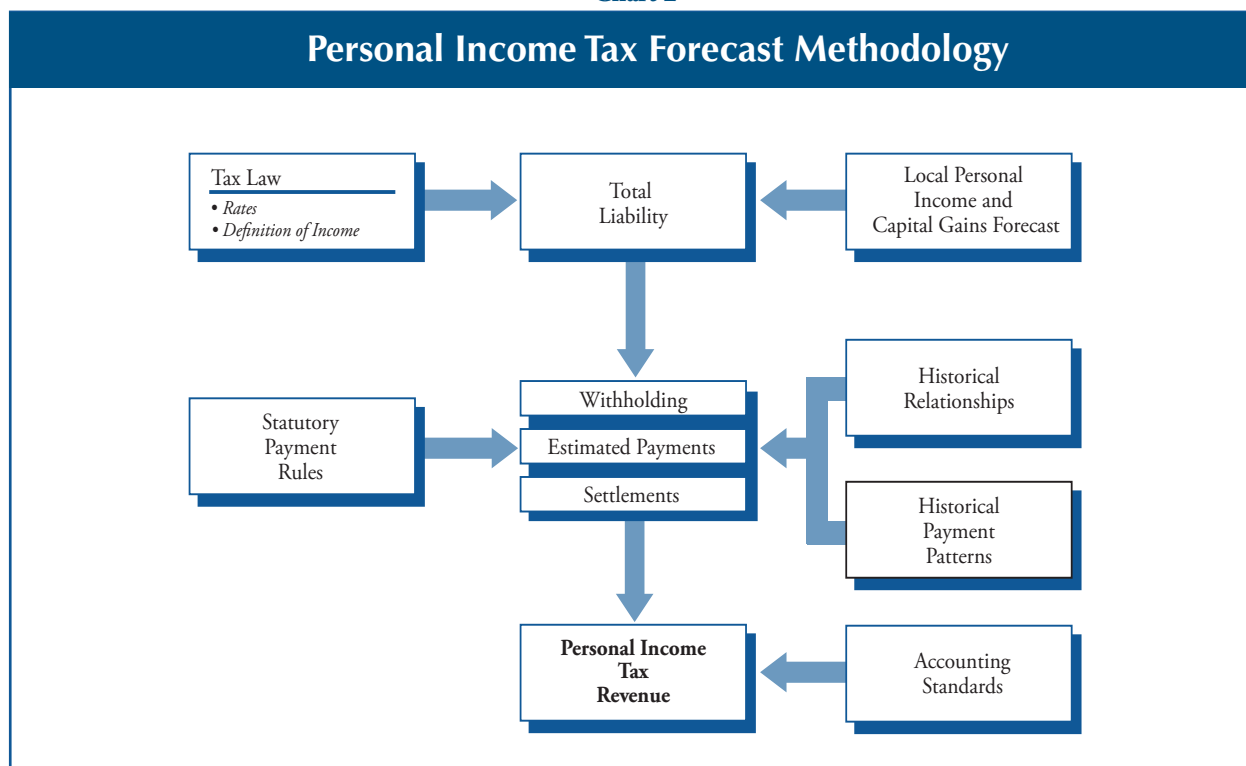 Personal Income Tax Forecast Methodology
Tax Law
• Rates
• Definition of Income
Total
Liability
Local Personal
Income and
Capital Gains Forecast
Statutory
Payment
Rules
Withholding
Estimated Payments
Settlements
Historical
Relationships
Historical
Payment
Patterns
Personal Income
Tax
Revenue
Accounting
Standards